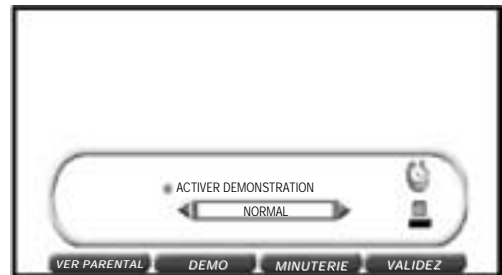 ACTIVER DEMONSTRATION
NORMAL
VER PARENTAL DEMO MINUTERIE VALIDEZ